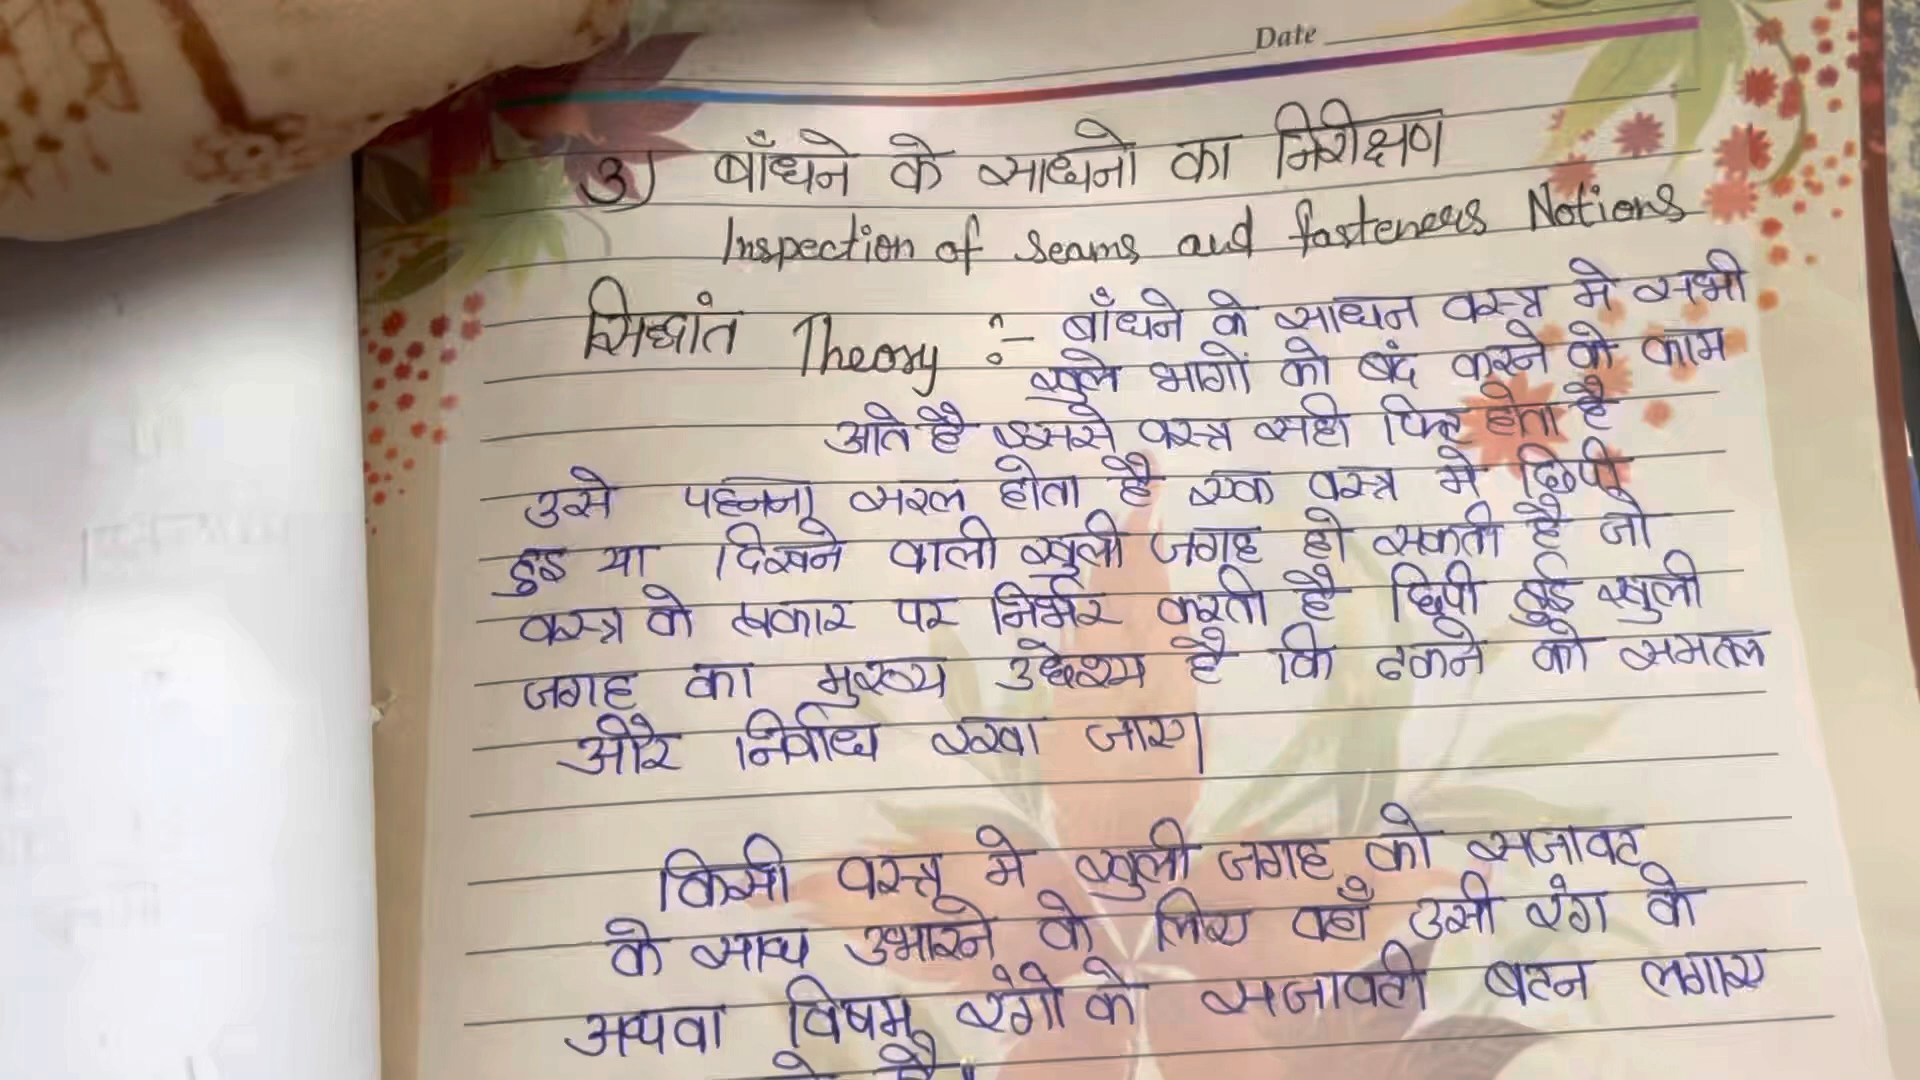 Date
3) बाँधने के साधनो का निरीक्षण
Inspection of seams and fasteners Notions
सिद्धांत Theory :- बाँधने के साधन वस्त्र मे सभी
खुले भागों को बंद करने के काम
आते है इससे वस्त्र सही फिट होता है
उसे पहनना सरल होता है एक वस्त्र मे छिपी
हुइ या दिखने वाली खुली जगह हो सकती है जो
वस्त्र के प्रकार पर निर्भर करती है छिपी हुई खुली
जगह का मुख्य उद्देश्य है कि ढकने को समतल
और निर्बाध रखा जाए।
किसी वस्त्र मे खुली जगह को सजावट
के साथ उभारने के लिए वहाँ उसी रंग के
अथवा विषम रंगो के सजावटी बटन लगाए
है।